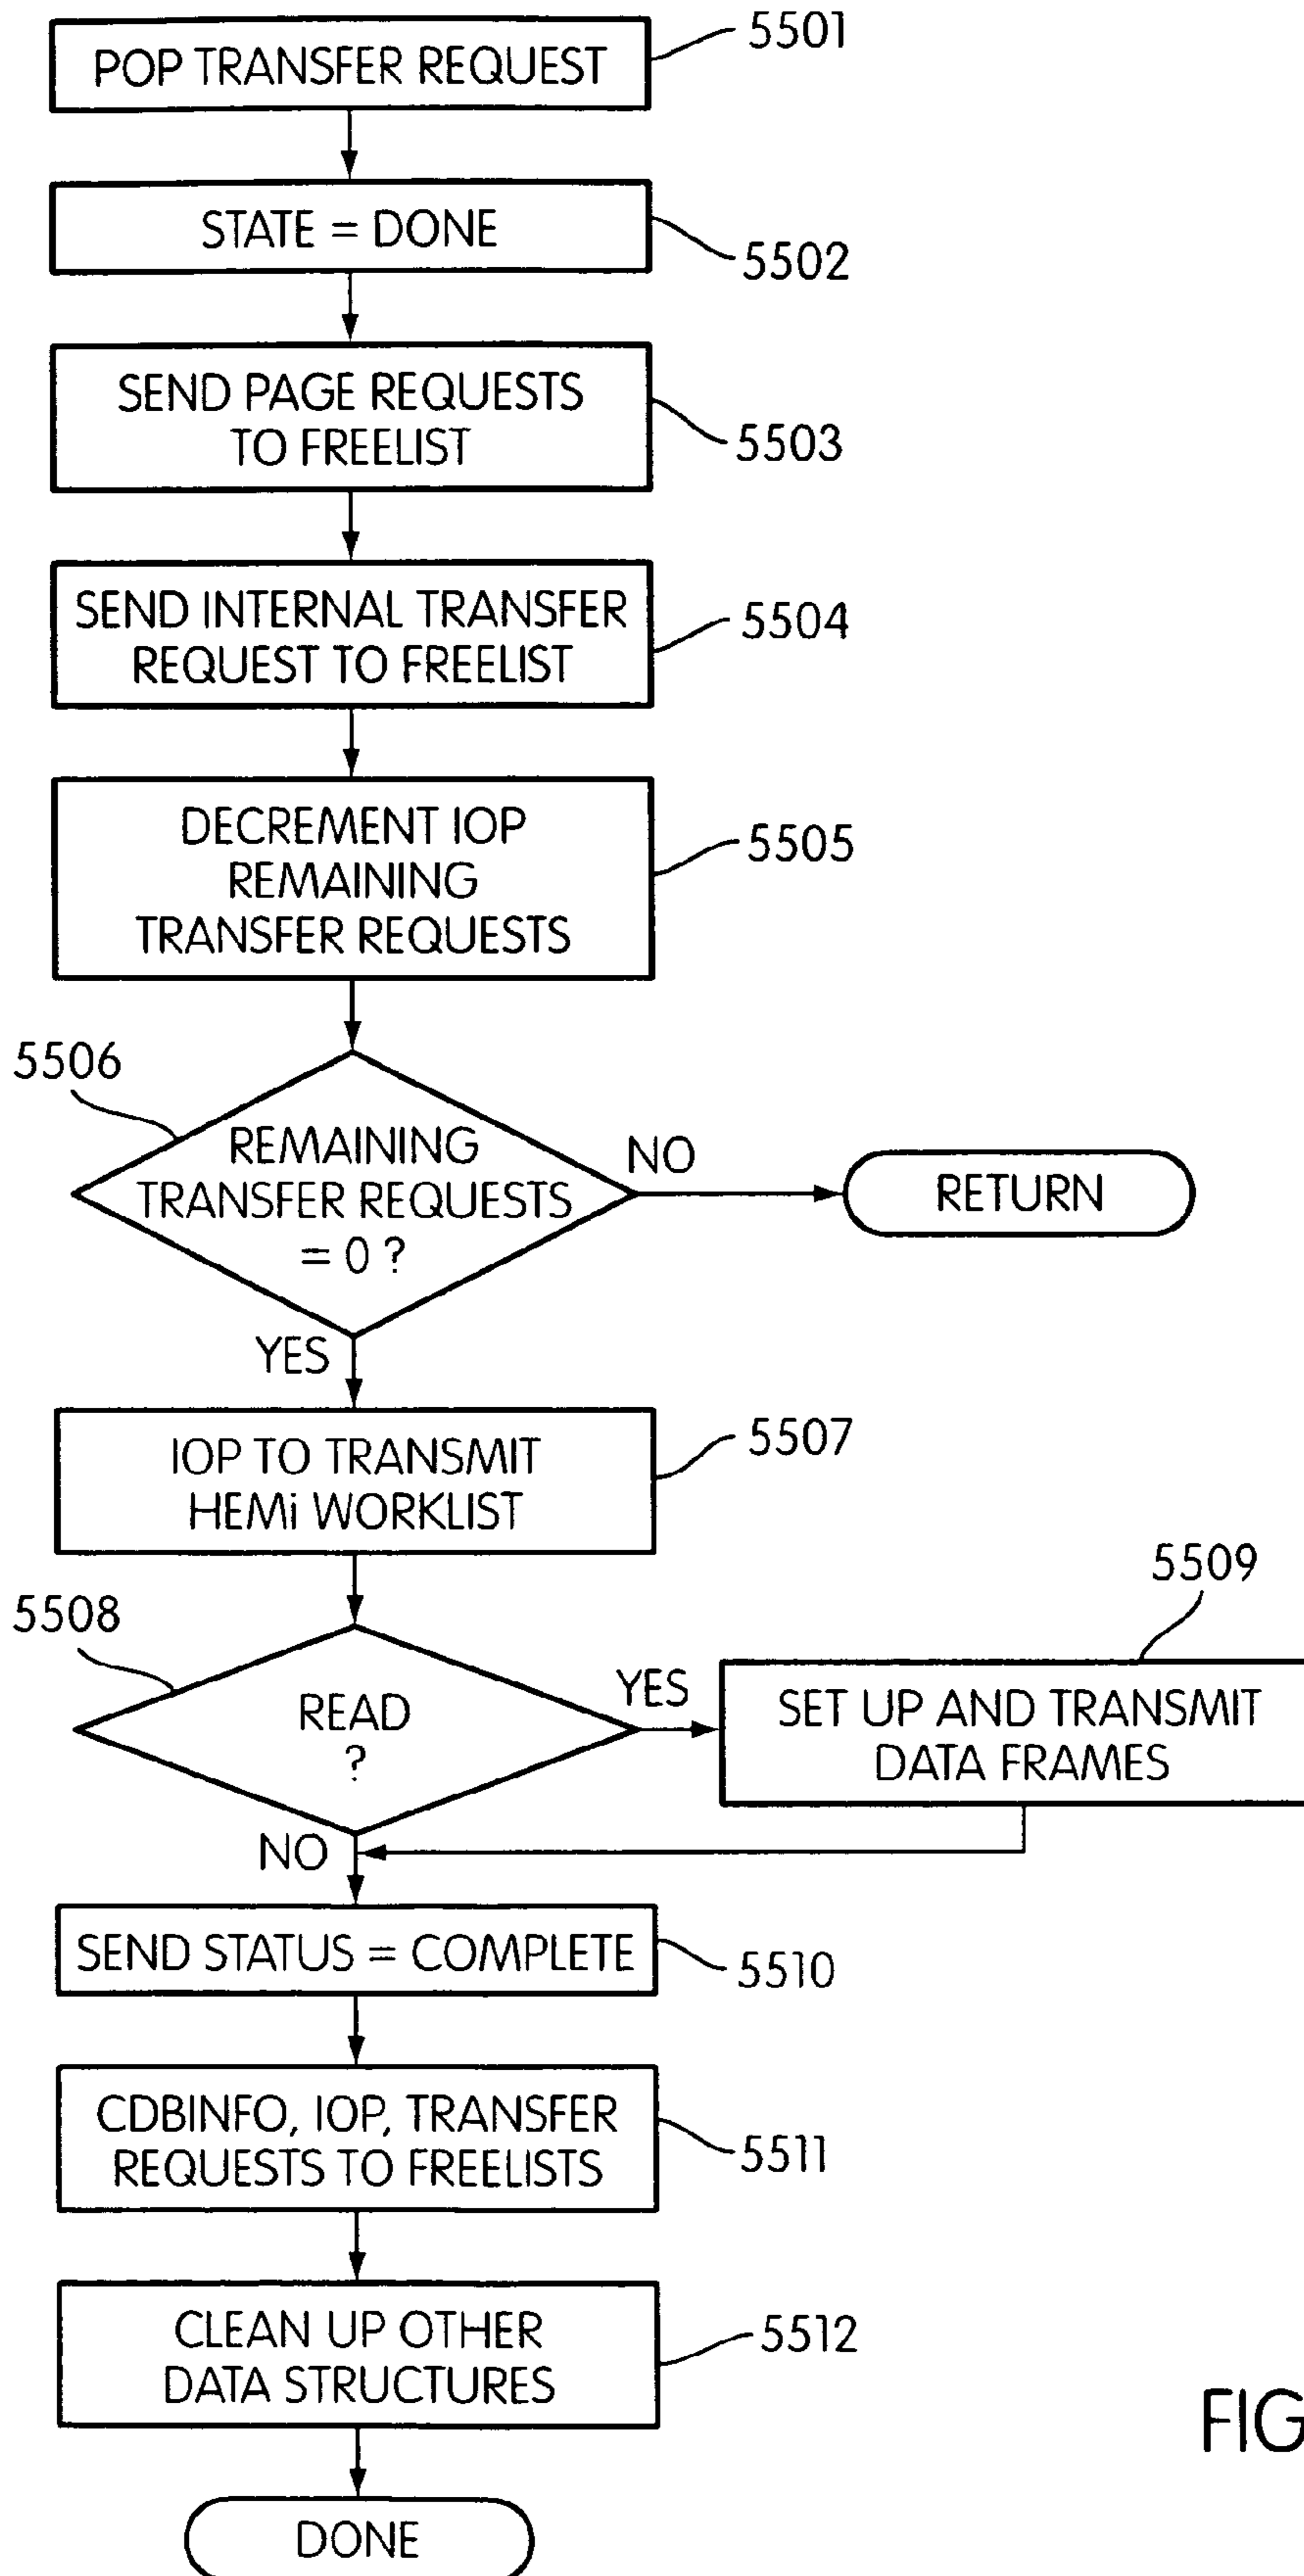 POP TRANSFER REQUEST
5501
STATE = DONE
5502
SEND PAGE REQUESTS
TO FREELIST
5503
SEND INTERNAL TRANSFER
REQUEST TO FREELIST
5504
DECREMENT IOP
REMAINING
TRANSFER REQUESTS
5505
5506
REMAINING
TRANSFER REQUESTS
= 0 ?
NO
RETURN
YES
IOP TO TRANSMIT
HEMi WORKLIST
5507
5508
READ
?
YES
5509
SET UP AND TRANSMIT
DATA FRAMES
NO
SEND STATUS = COMPLETE
5510
CDBINFO, IOP, TRANSFER
REQUESTS TO FREELISTS
5511
CLEAN UP OTHER
DATA STRUCTURES
5512
FIG
DONE